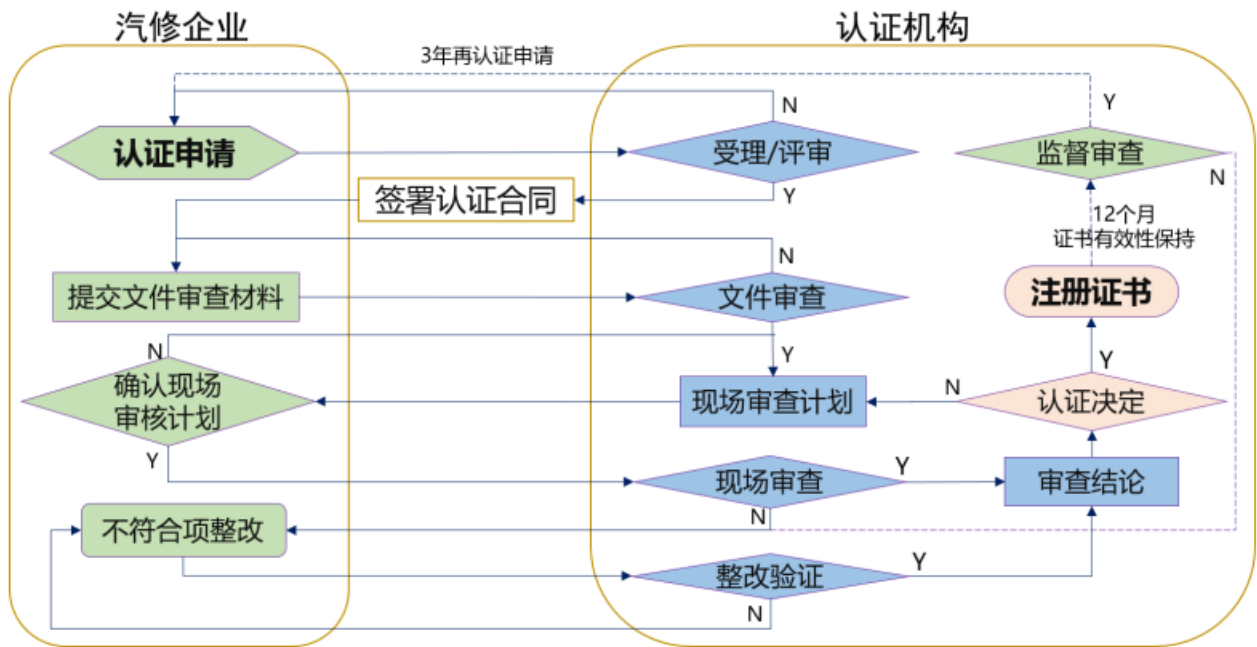 汽修企业
认证机构
3年再认证申请
N
Y
认证申请
受理/评审
监督审查
Y
N
签署认证合同
12个月
证书有效性保持
N
提交文件审查材料
文件审查
注册证书
N
Y
Y
确认现场
审核计划
现场审查计划
N
认证决定
Y
现场审查
Y
审查结论
N
不符合项整改
整改验证
Y
N